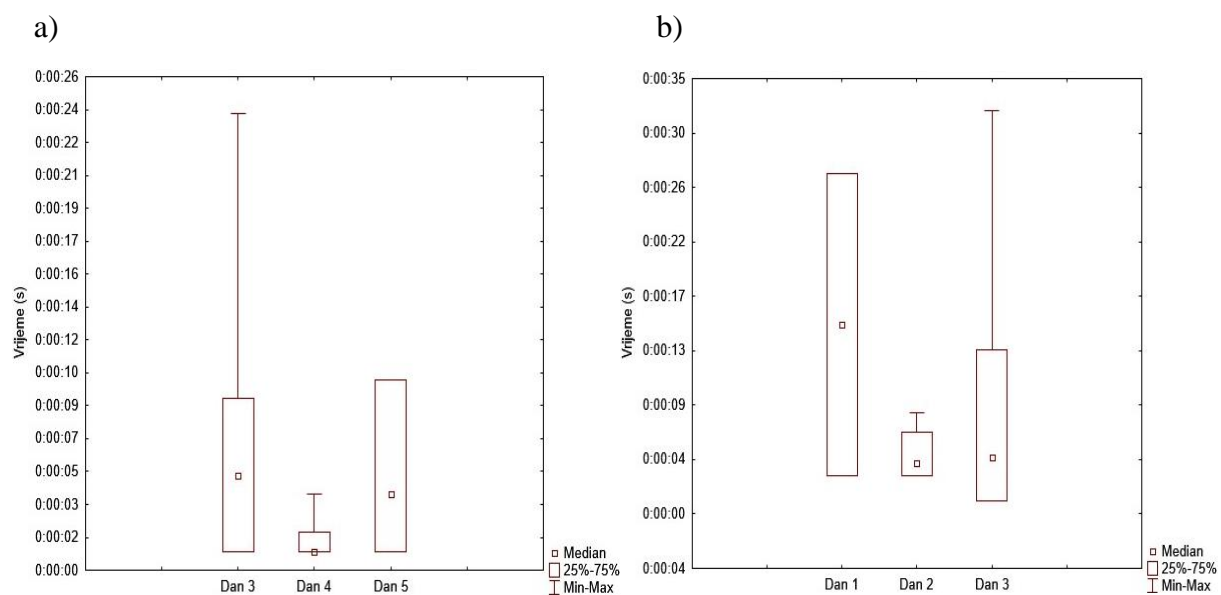 a)
0:00:26
0:00:24
0:00:22
0:00:21
0:00:19
0:00:17
0:00:16
0:00:14
0:00:12
0:00:10
0:00:09
0:00:07
0:00:05
0:00:03
0:00:02
0:00:00
Vrijeme (s)
Dan 3 Dan 4 Dan 5
Median
25%-75%
Min-Max
b)
0:00:35
0:00:30
0:00:26
0:00:22
0:00:17
0:00:13
0:00:09
0:00:04
0:00:00
0:00:04
Vrijeme (s)
Dan 1 Dan 2 Dan 3
Median
25%-75%
Min-Max